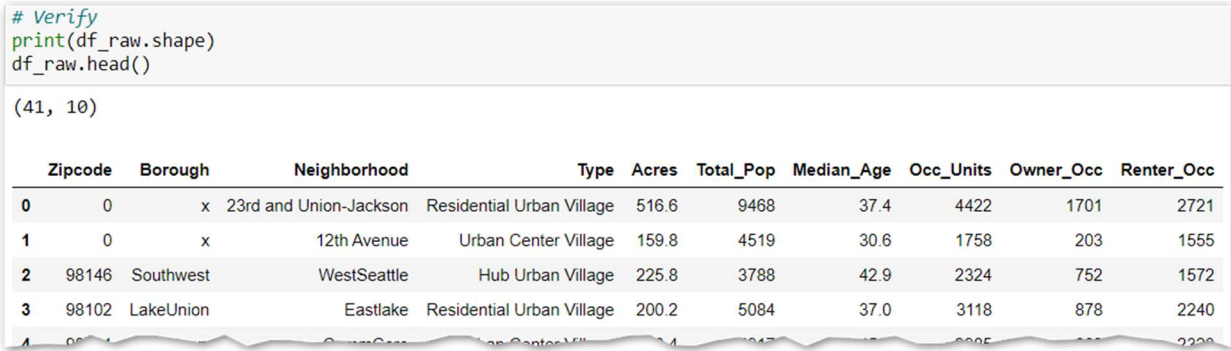 # Verify
print(df_raw.shape)
df_raw.head()
(41, 10)
Zipcode Borough Neighborhood Type Acres Total_Pop Median_Age Occ_Units Owner_Occ Renter_Occ
0 0 x 23rd and Union-Jackson Residential Urban Village 516.6 9468 37.4 4422 1701 2721
1 0 x 12th Avenue Urban Center Village 159.8 4519 30.6 1758 203 1555
2 98146 Southwest WestSeattle Hub Urban Village 225.8 3788 42.9 2324 752 1572
3 98102 LakeUnion Eastlake Residential Urban Village 200.2 5084 37.0 3118 878 2240
4